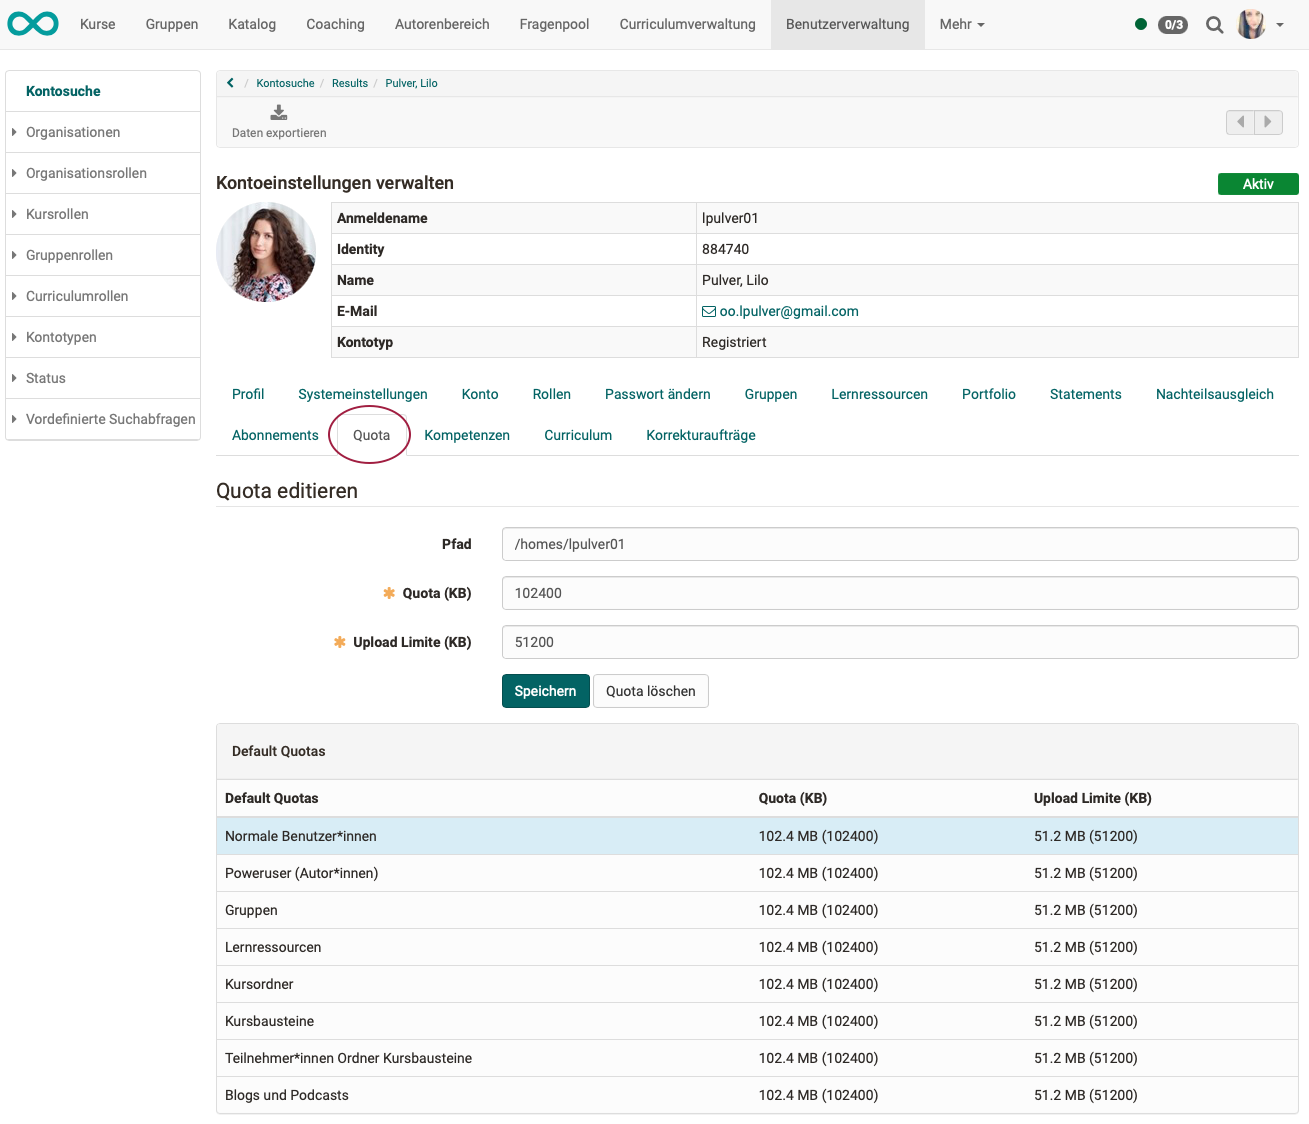 Kurse Gruppen Katalog Coaching Autorenbereich Fragenpool Curriculumverwaltung Benutzerverwaltung Mehr 0/3
Kontosuche
Organisationen
Organisationsrollen
Kursrollen
Gruppenrollen
Curriculumrollen
Kontotypen
Status
Vordefinierte Suchabfragen
/ Kontosuche / Results / Pulver, Lilo
Daten exportieren
Kontoeinstellungen verwalten Aktiv
Anmeldename lpulver01
Identity 884740
Name Pulver, Lilo
E-Mail oo.lpulver@gmail.com
Kontotyp Registriert
Profil Systemeinstellungen Konto Rollen Passwort ändern Gruppen Lernressourcen Portfolio Statements Nachteilsausgleich
Abonnements Quota Kompetenzen Curriculum Korrekturaufträge
Quota editieren
Pfad /homes/lpulver01
Quota (KB) 102400
Upload Limite (KB) 51200
Speichern Quota löschen
Default Quotas
Default Quotas Quota (KB) Upload Limite (KB)
Normale Benutzer*innen 102.4 MB (102400) 51.2 MB (51200)
Poweruser (Autor*innen) 102.4 MB (102400) 51.2 MB (51200)
Gruppen 102.4 MB (102400) 51.2 MB (51200)
Lernressourcen 102.4 MB (102400) 51.2 MB (51200)
Kursordner 102.4 MB (102400) 51.2 MB (51200)
Kursbausteine 102.4 MB (102400) 51.2 MB (51200)
Teilnehmer*innen Ordner Kursbausteine 102.4 MB (102400) 51.2 MB (51200)
Blogs und Podcasts 102.4 MB (102400) 51.2 MB (51200)